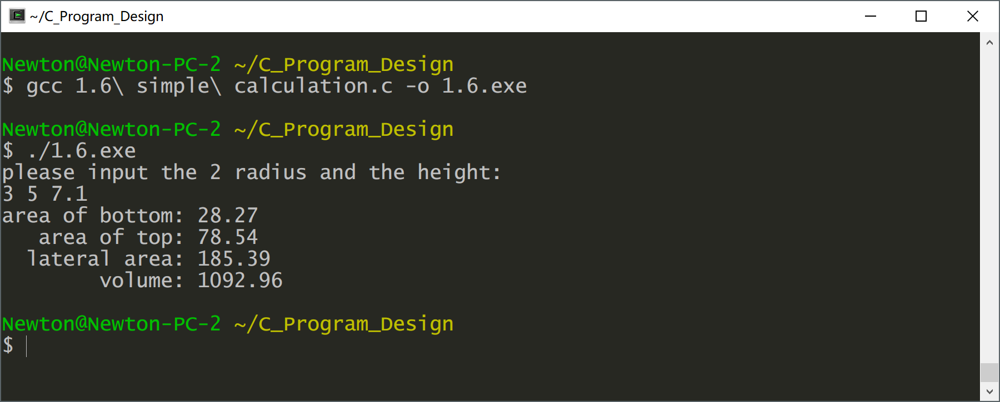 ~/C_Program_Design
Newton@Newton-PC-2 ~/C_Program_Design
$ gcc 1.6\ simple\ calculation.c -o 1.6.exe
Newton@Newton-PC-2 ~/C_Program_Design
$ ./1.6.exe
please input the 2 radius and the height:
3 5 7.1
area of bottom: 28.27
area of top: 78.54
lateral area: 185.39
volume: 1092.96
Newton@Newton-PC-2 ~/C_Program_Design
$